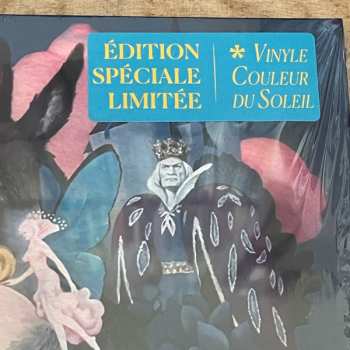 ÉDITION
SPÉCIALE
LIMITÉE
* VINYLE
COULEUR
DU SOLEIL